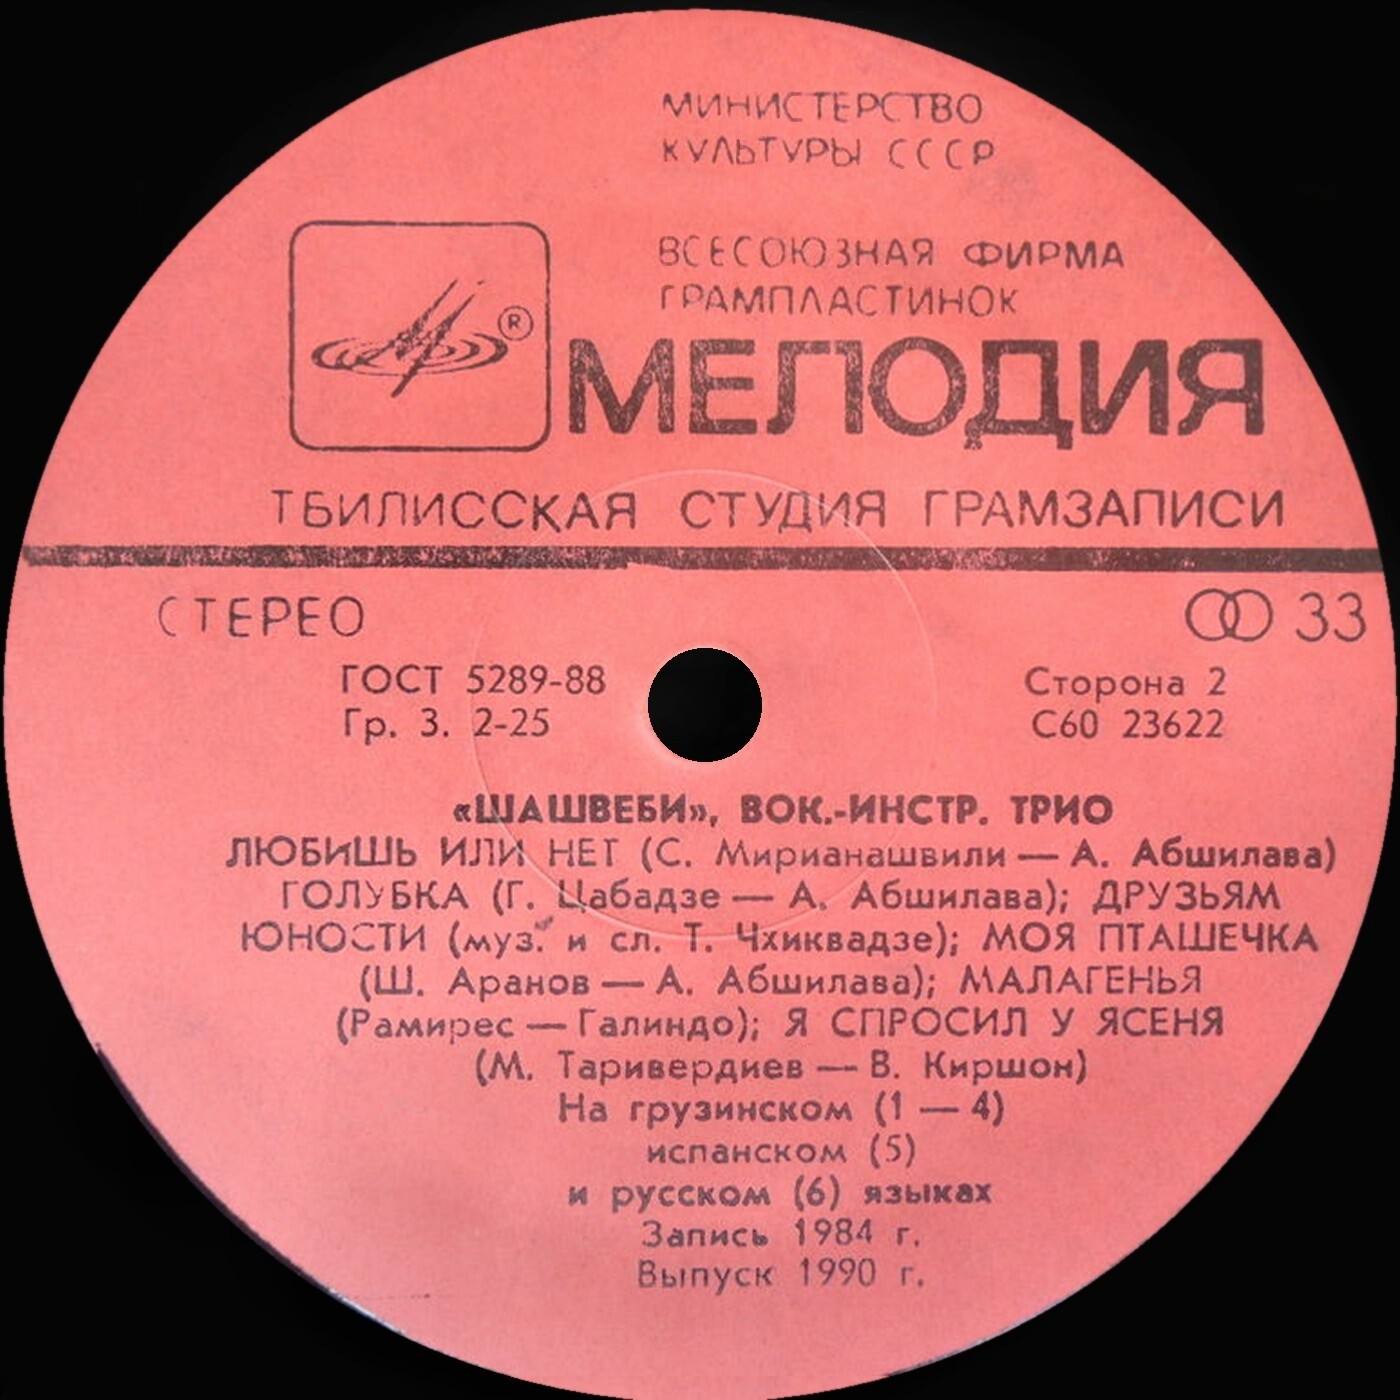 МИНИСТЕРСТВО
КУЛЬТУРЫ СССР
ВСЕСОЮЗНАЯ ФИРМА
ГРАМПЛАСТИНОК
®
МЕЛОДИЯ
ТБИЛИССКАЯ СТУДИЯ ГРАМЗАПИСИ
СТЕРЕО
33
ГОСТ 5289-88
Гр. 3. 2-25
Сторона 2
С60 23622
«ШАШВЕБИ», ВОК.-ИНСТР. ТРИО
ЛЮБИШЬ ИЛИ НЕТ (С. Мирианашвили — А. Абшилава)
ГОЛУБКА (Г. Цабадзе — А. Абшилава); ДРУЗЬЯМ
ЮНОСТИ (муз. и сл. Т. Чхиквадзе); МОЯ ПТАШЕЧКА
(Ш. Аранов — А. Абшилава); МАЛАГЕНЬЯ
(Рамирес — Галиндо); Я СПРОСИЛ У ЯСЕНЯ
(М. Таривердиев — В. Киршон)
На грузинском (1 — 4)
испанском (5)
и русском (6) языках
Запись 1984 г.
Выпуск 1990 г.